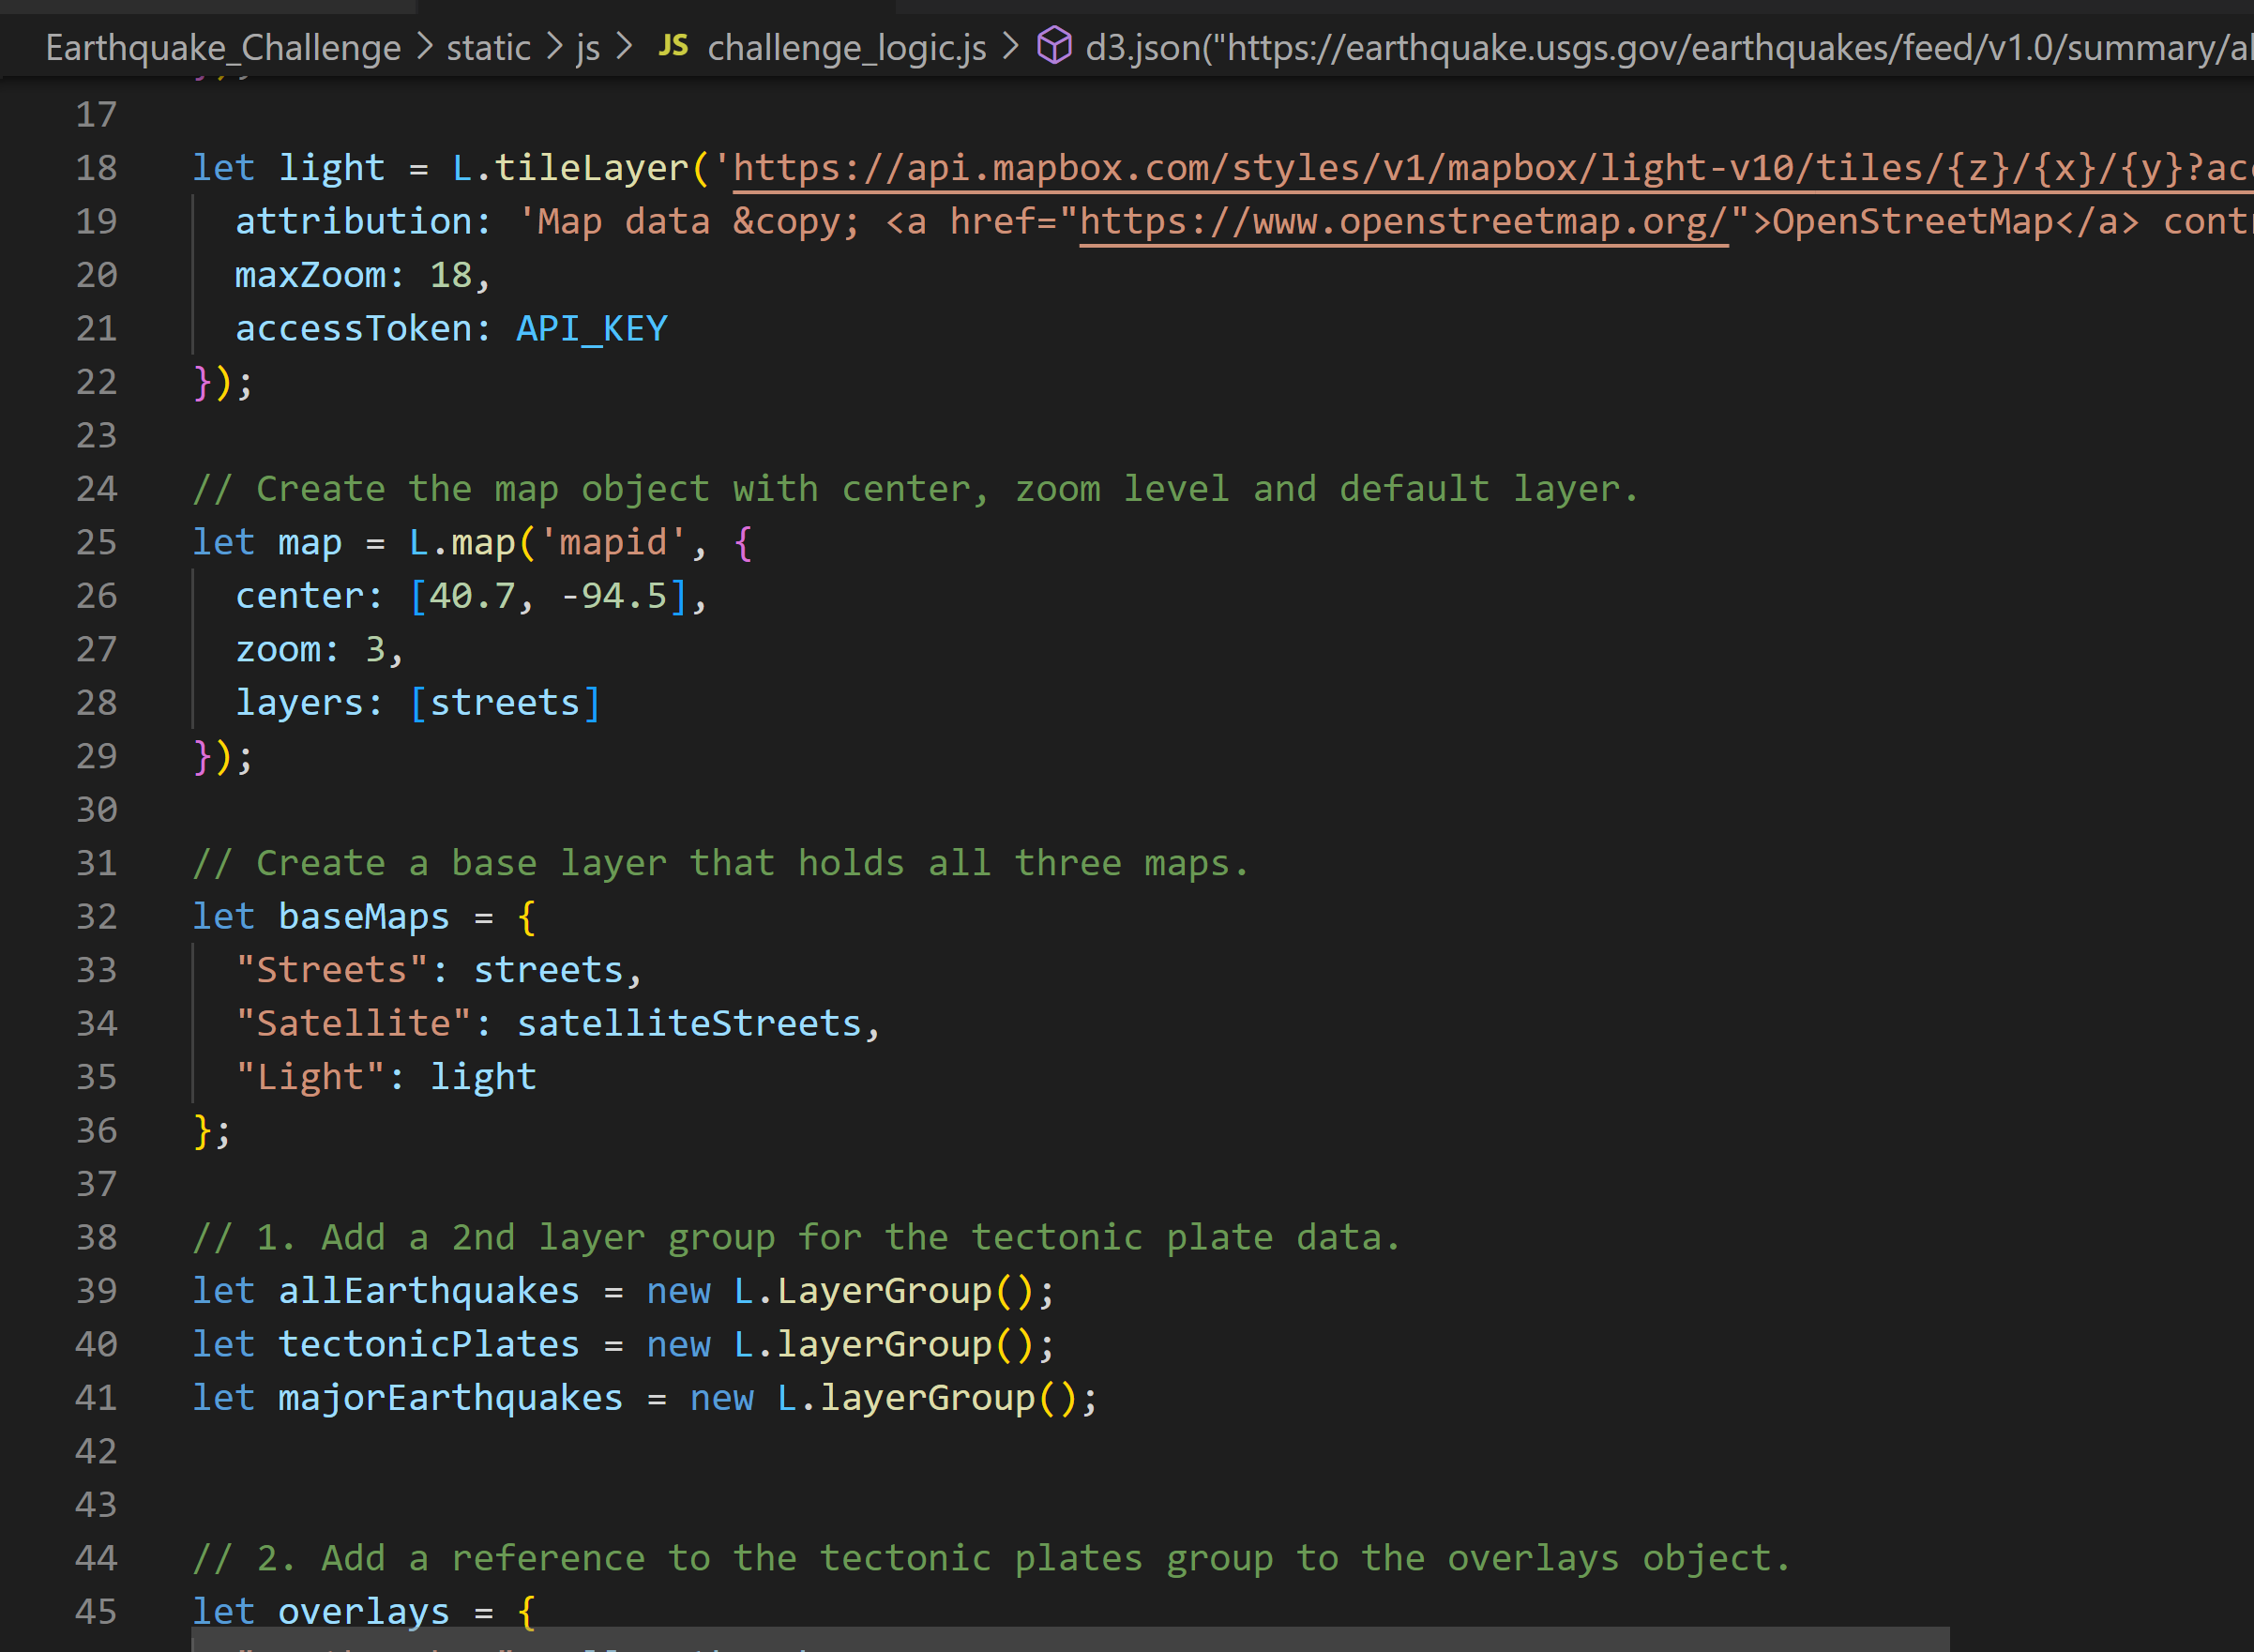 Earthquake_Challenge > static > js > JS challenge_logic.js > d3.json("https://earthquake.usgs.gov/earthquakes/feed/v1.0/summary/al
17
18 let light = L.tileLayer('https://api.mapbox.com/styles/v1/mapbox/light-v10/tiles/{z}/{x}/{y}?acc
19 attribution: 'Map data &copy; <a href="https://www.openstreetmap.org/">OpenStreetMap</a> cont
20 maxZoom: 18,
21 accessToken: API_KEY
22 });
23
24 // Create the map object with center, zoom level and default layer.
25 let map = L.map('mapid', {
26 center: [40.7, -94.5],
27 zoom: 3,
28 layers: [streets]
29 });
30
31 // Create a base layer that holds all three maps.
32 let baseMaps = {
33 "Streets": streets,
34 "Satellite": satelliteStreets,
35 "Light": light
36 };
37
38 // 1. Add a 2nd layer group for the tectonic plate data.
39 let allEarthquakes = new L.LayerGroup();
40 let tectonicPlates = new L.layerGroup();
41 let majorEarthquakes = new L.layerGroup();
42
43
44 // 2. Add a reference to the tectonic plates group to the overlays object.
45 let overlays = {